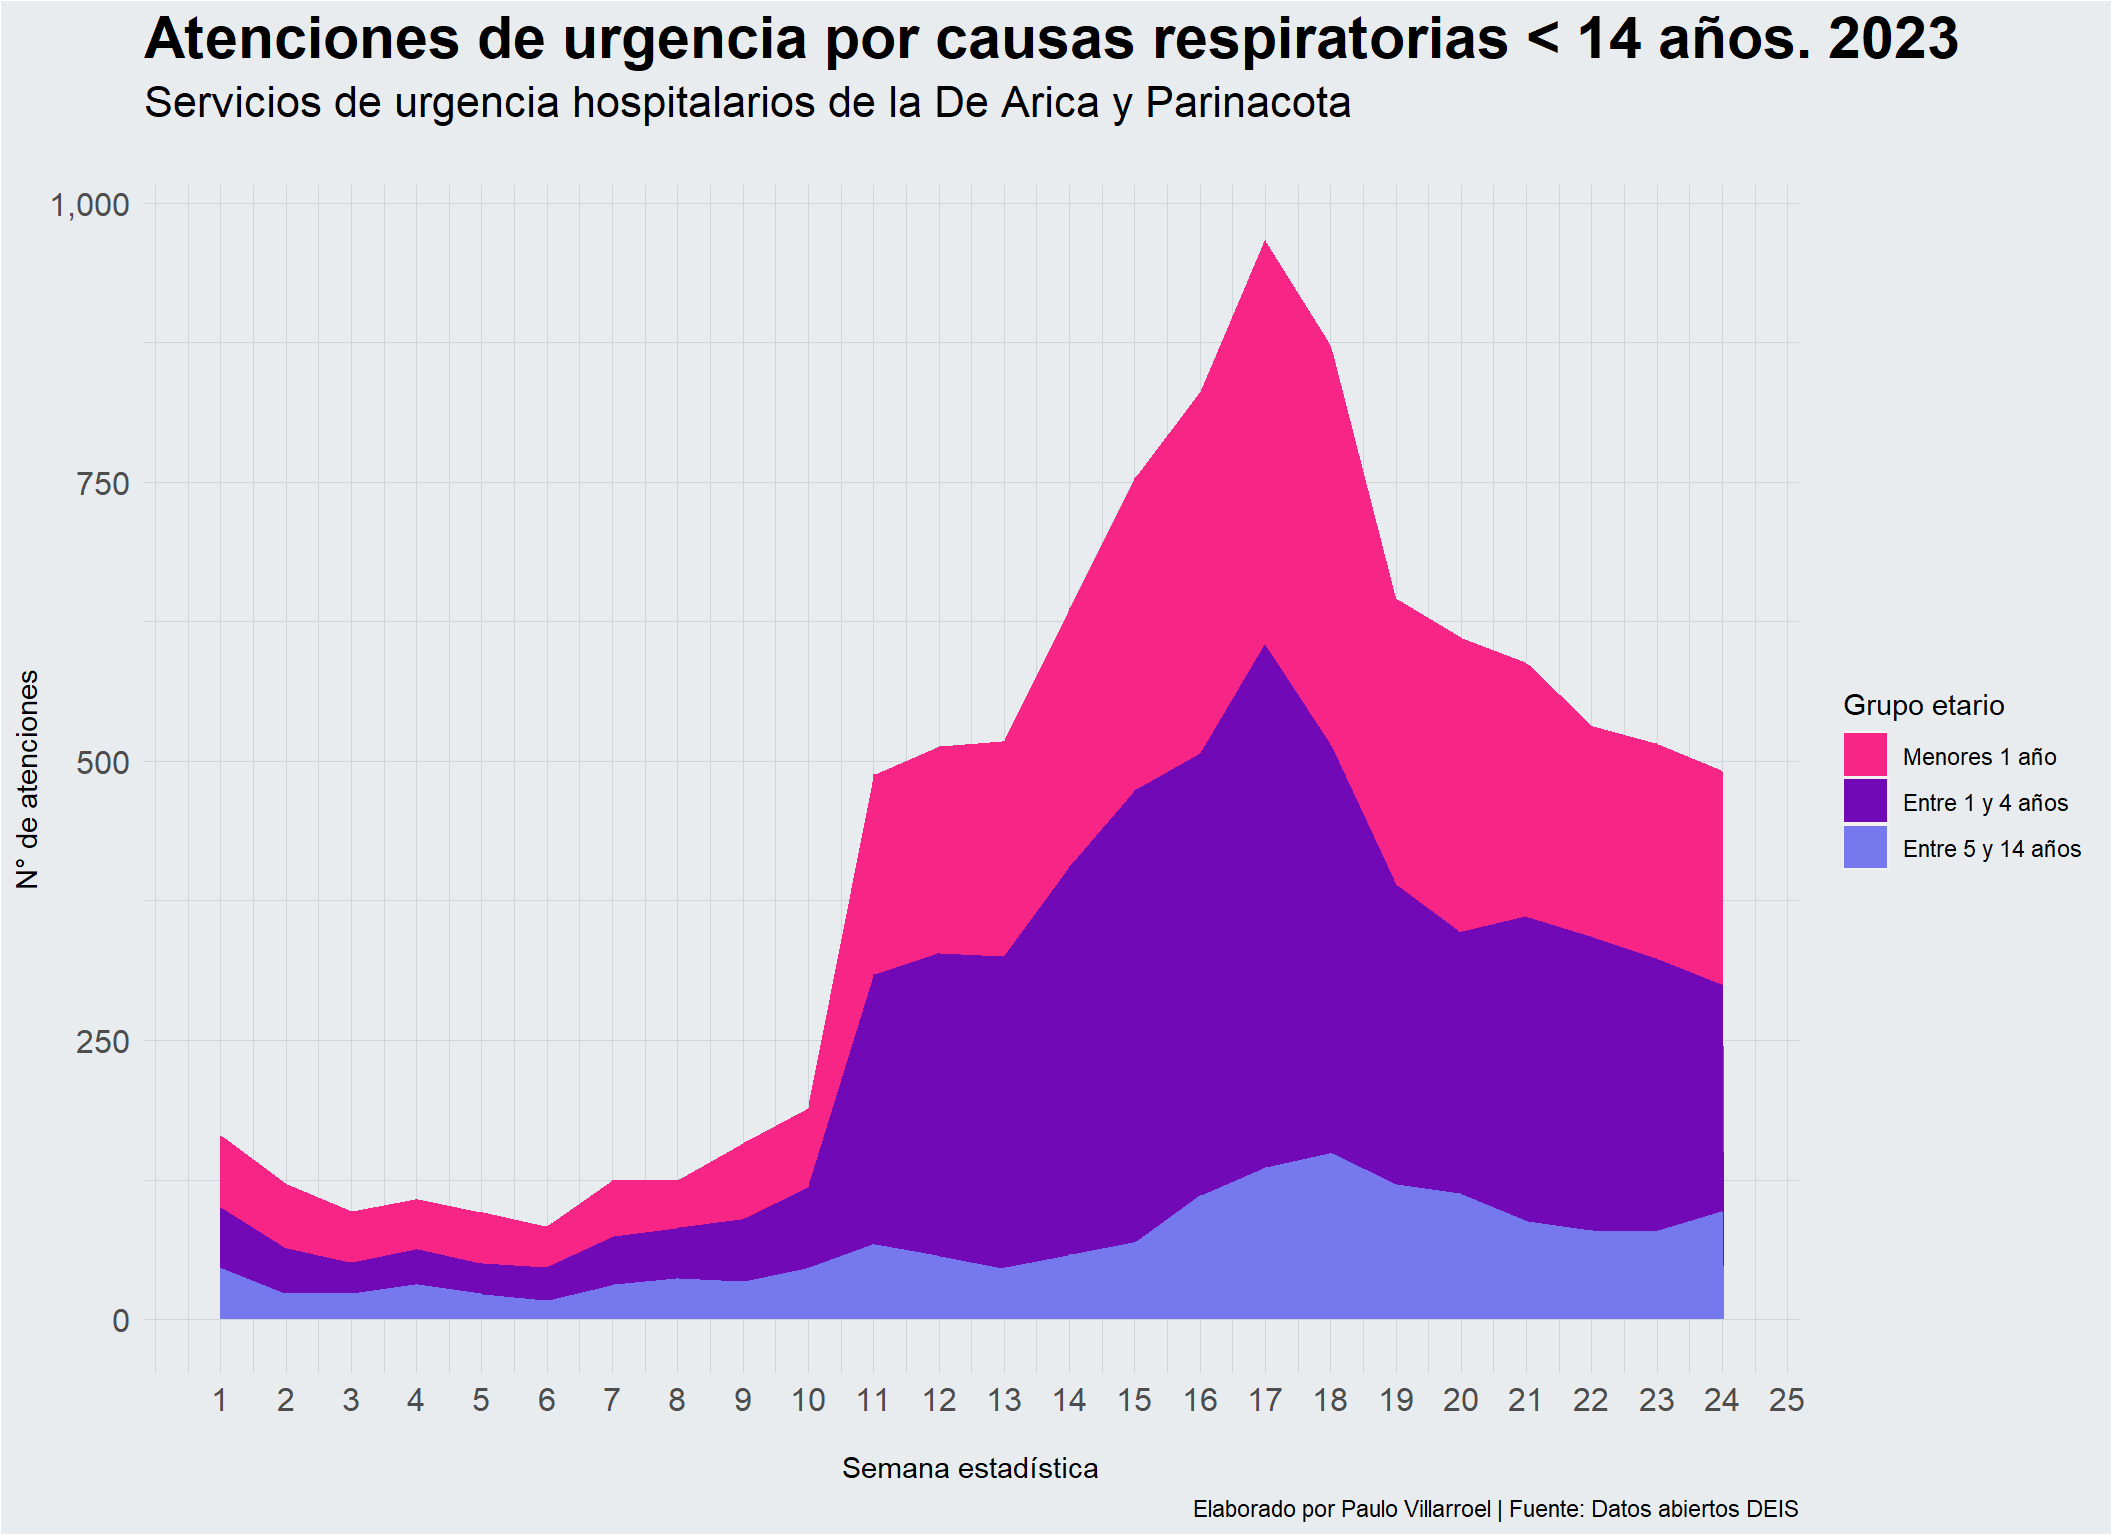 Atenciones de urgencia por causas respiratorias < 14 años. 2023
Servicios de urgencia hospitalarios de la De Arica y Parinacota
1,000
750
500
250
0
N° de atenciones
1 2 3 4 5 6 7 8 9 10 11 12 13 14 15 16 17 18 19 20 21 22 23 24 25
Semana estadística
Grupo etario
Menores 1 año
Entre 1 y 4 años
Entre 5 y 14 años
Elaborado por Paulo Villarroel | Fuente: Datos abiertos DEIS